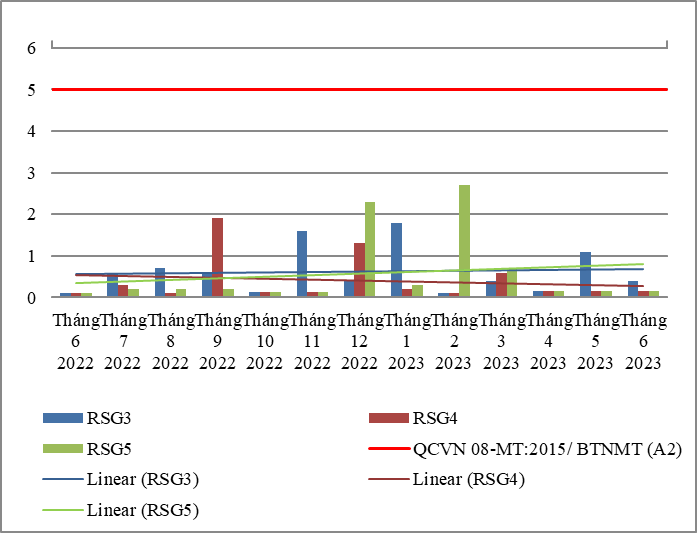 6
5
4
3
2
1
0
Tháng Tháng Tháng Tháng Tháng Tháng Tháng Tháng Tháng Tháng Tháng Tháng Tháng
6 7 8 9 10 11 12 1 2 3 4 5 6
2022 2022 2022 2022 2022 2022 2022 2023 2023 2023 2023 2023 2023
RSG3 RSG4
RSG5 QCVN 08-MT:2015/ BTNMT (A2)
Linear (RSG3) Linear (RSG4)
Linear (RSG5)